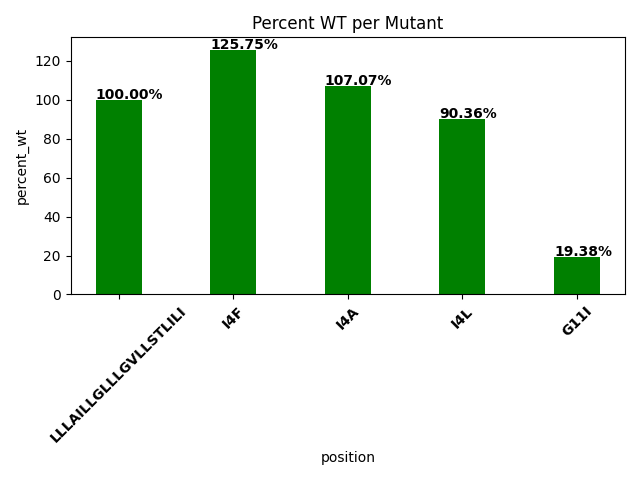 Percent WT per Mutant
percent_wt
120
100
80
60
40
20
0
100.00%
125.75%
107.07%
90.36%
19.38%
LLLAILLGLLLGVLLSTLILI
I4F
I4A
I4L
G11I
position